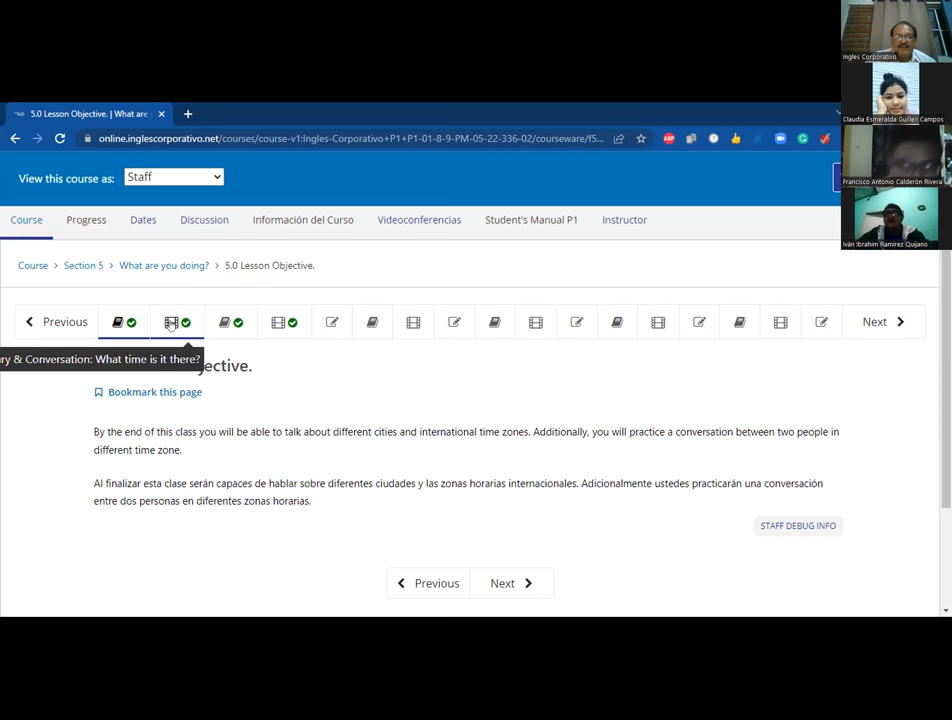 5.0 Lesson Objective. | What are
online.inglescorporativo.net/courses/course-v1:Ingles-Corporativo+P1+P1-01-8-9-PM-05-22-336-02/courseware/f5...
View this course as: Staff
Course Progress Dates Discussion Información del Curso Videoconferencias Student's Manual P1 Instructor
Course > Section 5 > What are you doing? > 5.0 Lesson Objective.
Previous Next
ry & Conversation: What time is it there?
jective.
Bookmark this page
By the end of this class you will be able to talk about different cities and international time zones. Additionally, you will practice a conversation between two people in
different time zone.
Al finalizar esta clase serán capaces de hablar sobre diferentes ciudades y las zonas horarias internacionales. Adicionalmente ustedes practicarán una conversación
entre dos personas en diferentes zonas horarias.
STAFF DEBUG INFO
Previous Next
Ingles Corporativo
Claudia Esmeralda Guillen Campos
Francisco Antonio Calderón Rivera
Iván Ibrahim Ramírez Quijano